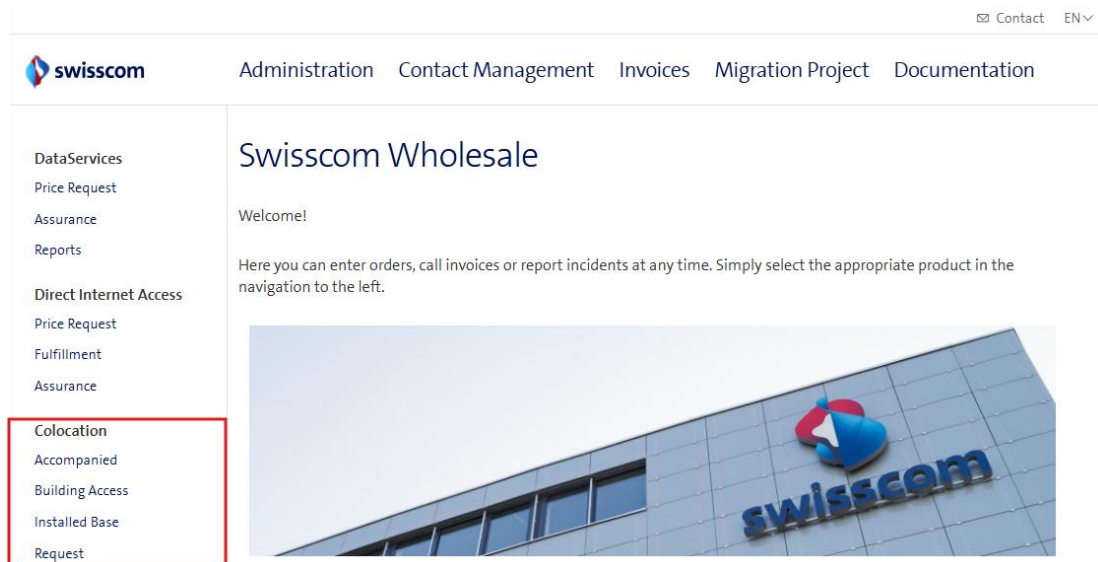 Contact EN
swisscom
Administration Contact Management Invoices Migration Project Documentation
DataServices
Price Request
Assurance
Reports
Direct Internet Access
Price Request
Fulfillment
Assurance
Colocation
Accompanied
Building Access
Installed Base
Request
Swisscom Wholesale
Welcome!
Here you can enter orders, call invoices or report incidents at any time. Simply select the appropriate product in the
navigation to the left.
swisscom